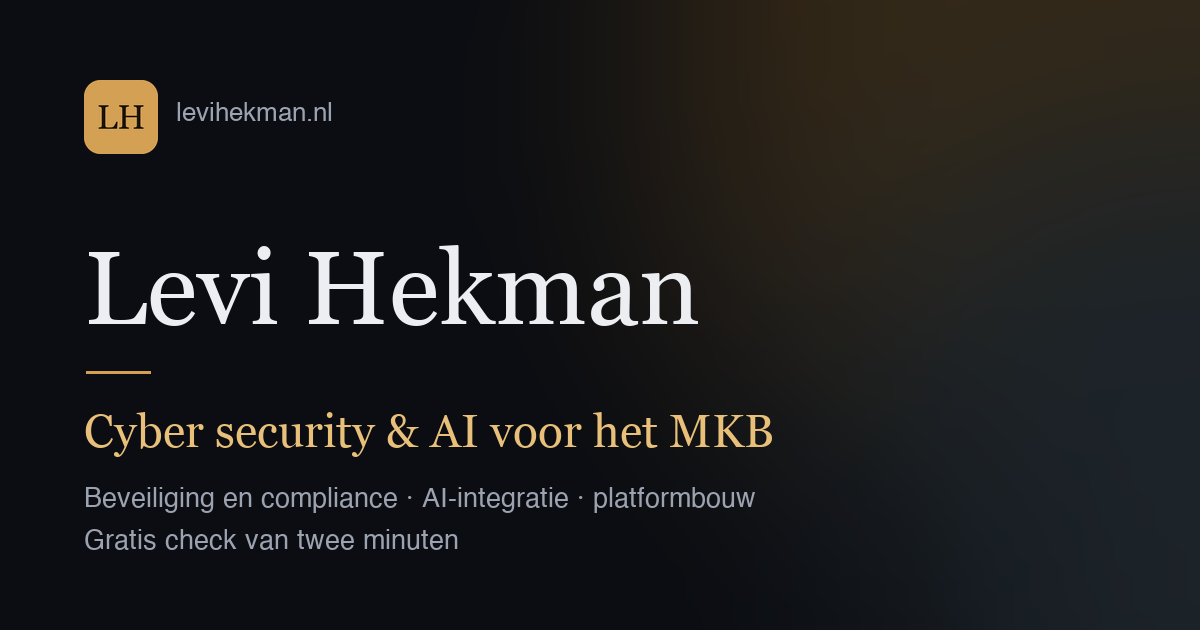 LH
levihekman.nl
Levi Hekman
Cyber security & AI voor het MKB
Beveiliging en compliance · AI-integratie · platformbouw
Gratis check van twee minuten